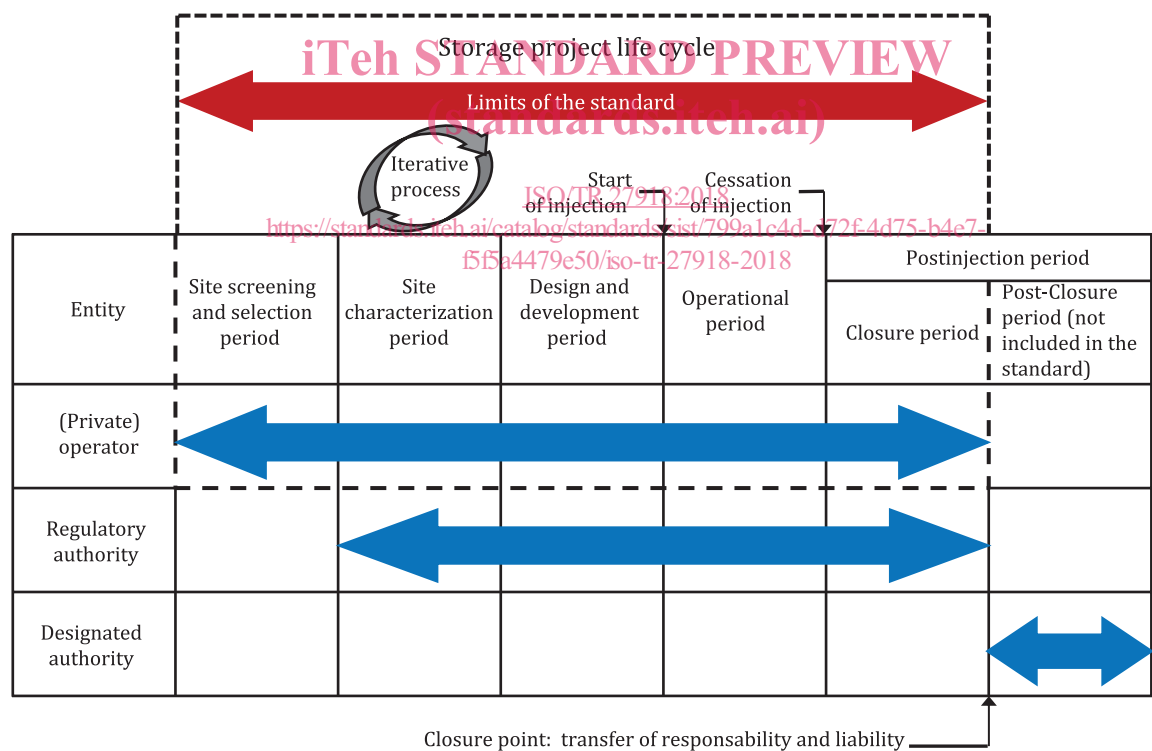 Storage project life cycle
iTeh STANDARD PREVIEW
Limits of the standard
(standards.iteh.ai)
Iterative
process
Start
of injection
Cessation
of injection
ISO/TR 27918:2018
https://standards.iteh.ai/catalog/standards/sist/799a1c4d-d72f-4d75-b4e7-
f5f5a4479e50/iso-tr-27918-2018
Entity
Site screening
and selection
period
Site
characterization
period
Design and
development
period
Operational
period
Postinjection period
Closure period
Post-Closure
period (not
included in the
standard)
(Private)
operator
Regulatory
authority
Designated
authority
Closure point: transfer of responsability and liability